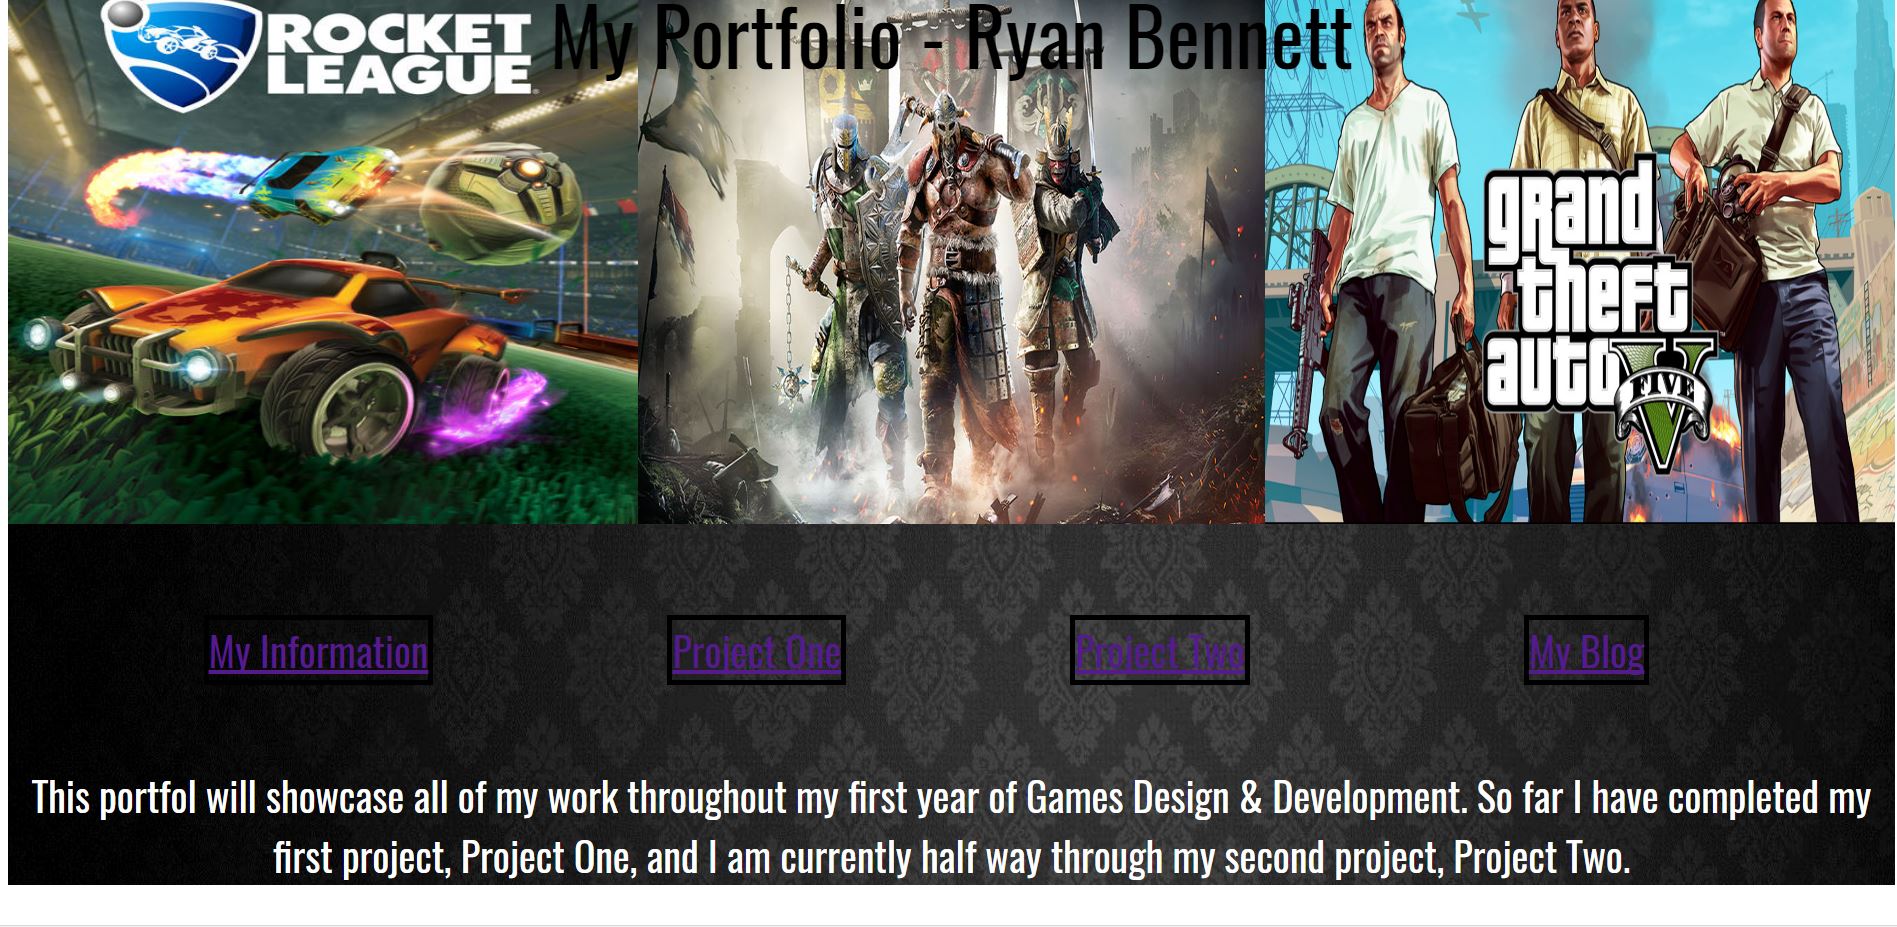 My Portfolio - Ryan Bennett
ROCKET
LEAGUE
grand
theft
auto
V
FIVE
My Information
Project One
Project Two
My Blog
This portfol will showcase all of my work throughout my first year of Games Design & Development. So far I have completed my
first project, Project One, and I am currently half way through my second project, Project Two.